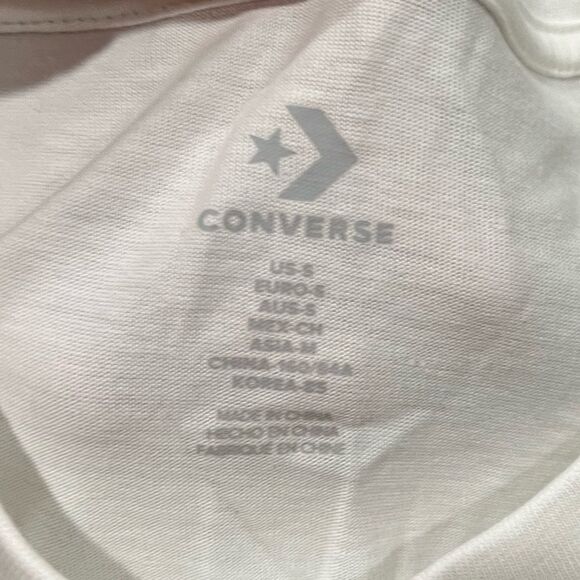 CONVERSE
US-S
EURO-S
AUS-S
MEX-CH
ASIA-M
CHINA-160/84A
KOREA-85
MADE IN CHINA
HECHO EN CHINA
FABRIQUÉ EN CHINE